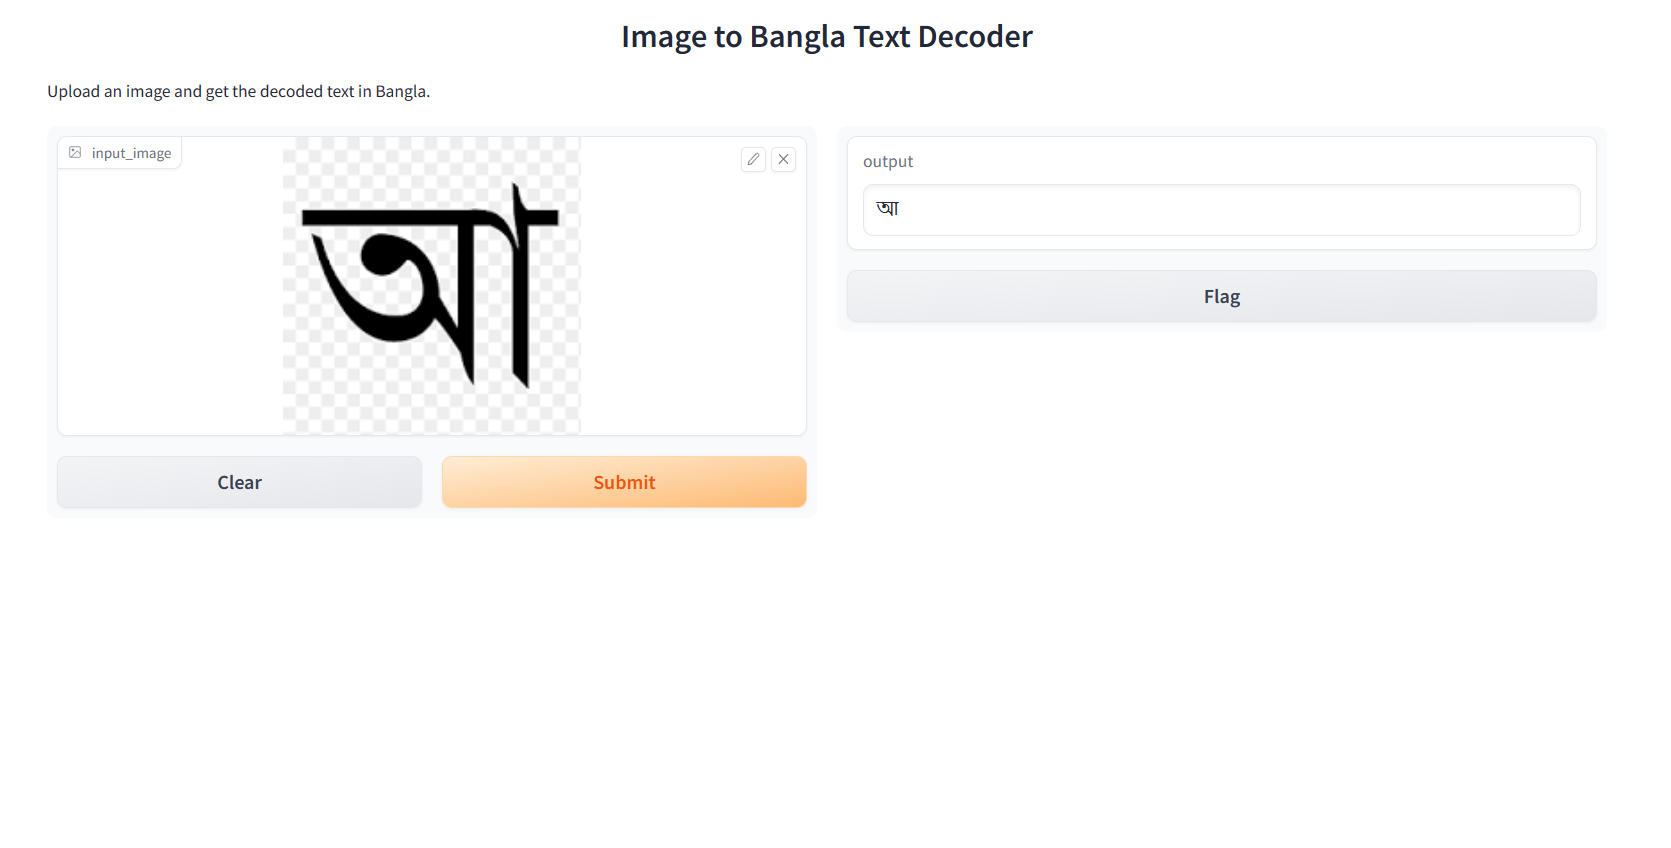 Image to Bangla Text Decoder
Upload an image and get the decoded text in Bangla.
input_image
আ
Clear
Submit
output
আ
Flag